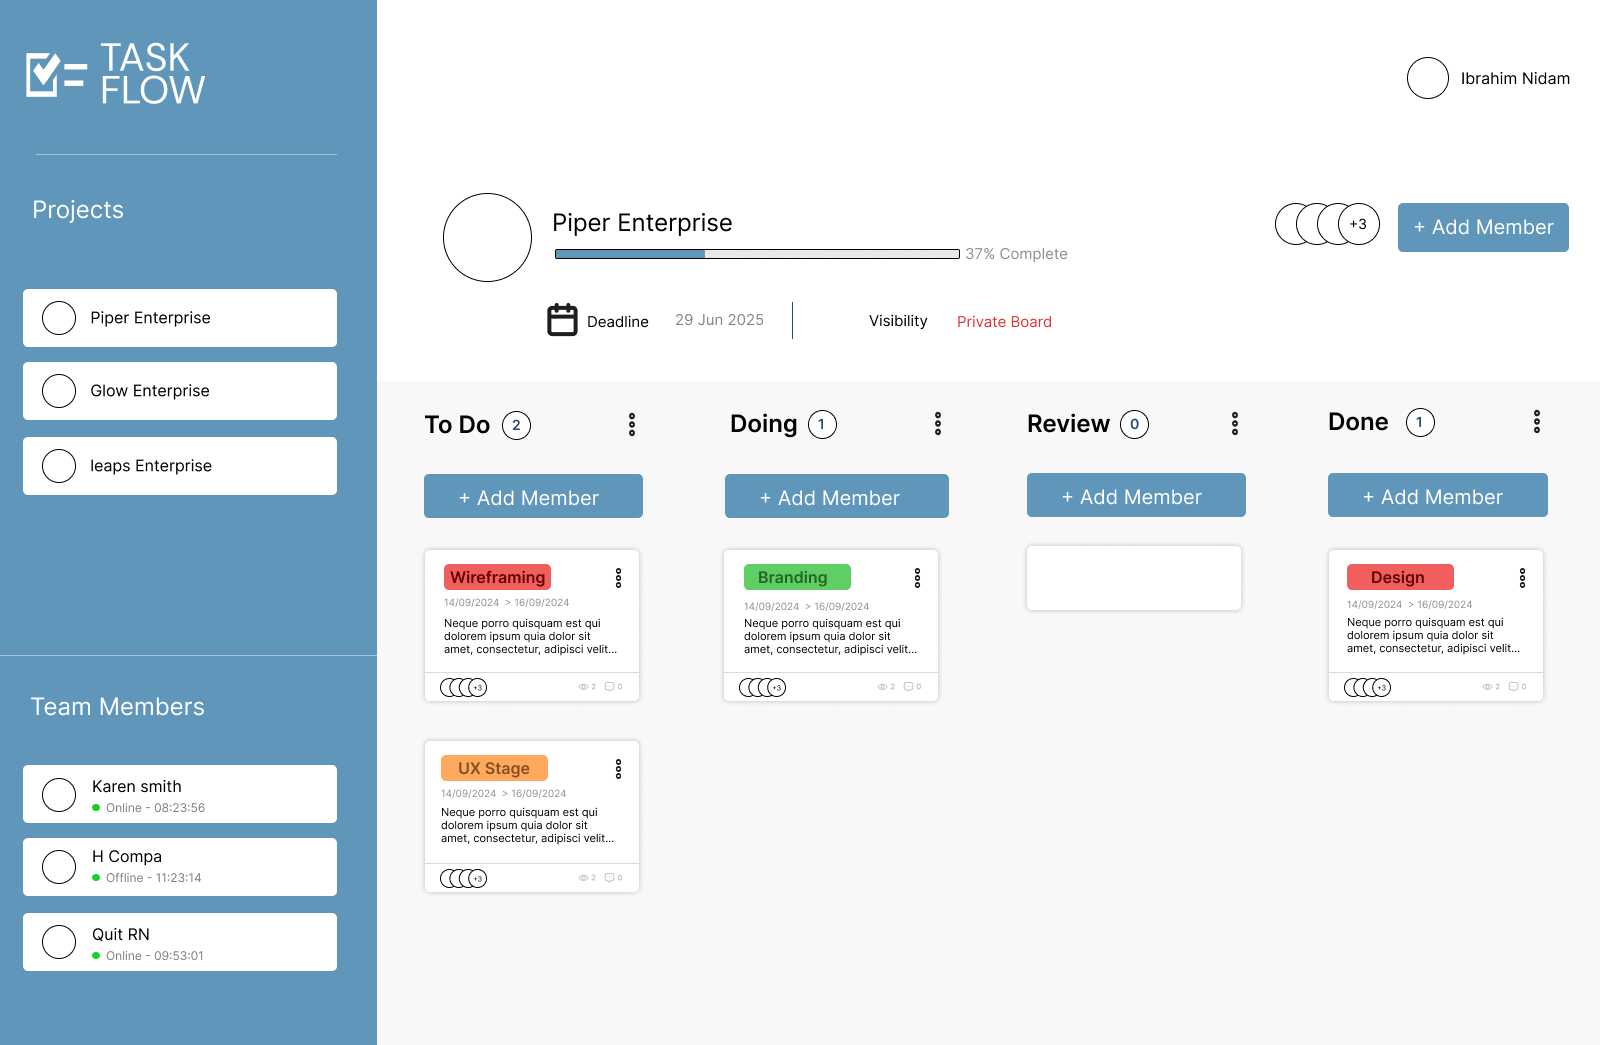 TASK
FLOW
Ibrahim Nidam
Projects
Piper Enterprise
Glow Enterprise
leaps Enterprise
Team Members
Karen smith
Online - 08:23:56
H Compa
Offline - 11:23:14
Quit RN
Online - 09:53:01
Piper Enterprise
37% Complete
+3
+ Add Member
Deadline
29 Jun 2025
Visibility
Private Board
To Do 2
+ Add Member
Wireframing
14/09/2024 > 16/09/2024
Neque porro quisquam est qui
dolorem ipsum quia dolor sit
amet, consectetur, adipisci velit...
+3 2 0
UX Stage
14/09/2024 > 16/09/2024
Neque porro quisquam est qui
dolorem ipsum quia dolor sit
amet, consectetur, adipisci velit...
+3 2 0
Doing 1
+ Add Member
Branding
14/09/2024 > 16/09/2024
Neque porro quisquam est qui
dolorem ipsum quia dolor sit
amet, consectetur, adipisci velit...
+3 2 0
Review 0
+ Add Member
Done 1
+ Add Member
Design
14/09/2024 > 16/09/2024
Neque porro quisquam est qui
dolorem ipsum quia dolor sit
amet, consectetur, adipisci velit...
+3 2 0